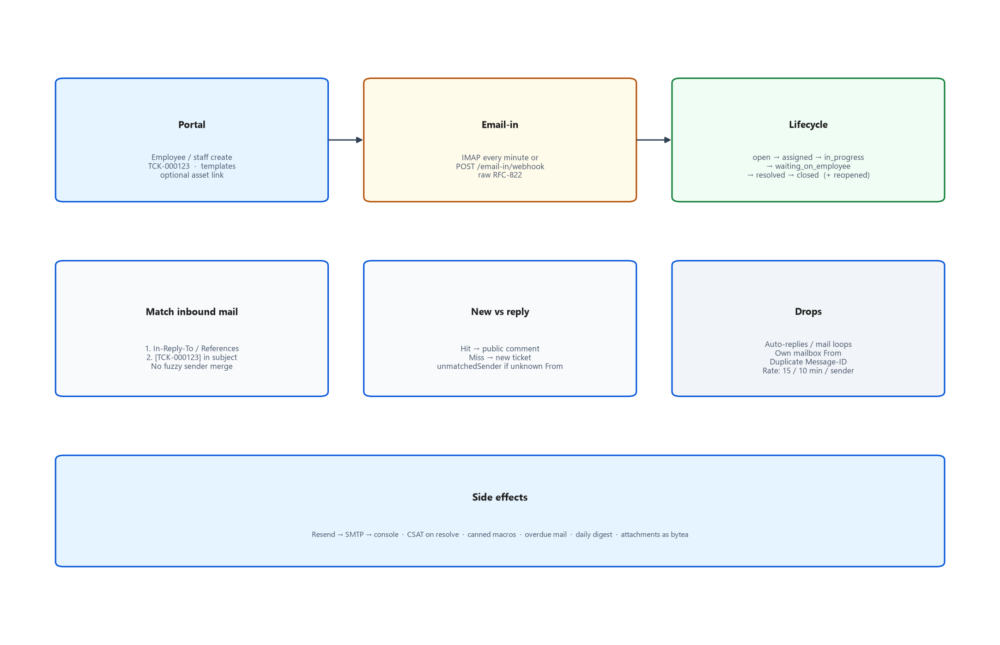 Portal
Employee / staff create
TCK-000123 · templates
optional asset link
Email-in
IMAP every minute or
POST /email-in/webhook
raw RFC-822
Lifecycle
open → assigned → in_progress
→ waiting_on_employee
→ resolved → closed (+ reopened)
Match inbound mail
1. In-Reply-To / References
2. [TCK-000123] in subject
No fuzzy sender merge
New vs reply
Hit → public comment
Miss → new ticket
unmatchedSender if unknown From
Drops
Auto-replies / mail loops
Own mailbox From
Duplicate Message-ID
Rate: 15 / 10 min / sender
Side effects
Resend → SMTP → console · CSAT on resolve · canned macros · overdue mail · daily digest · attachments as bytea